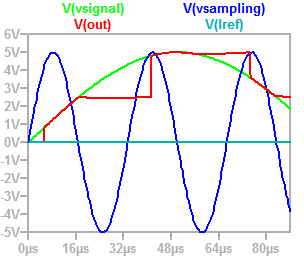 V(vsignal) V(vsampling)
V(out) V(lref)
6V
5V
4V
3V
2V
1V
0V
-1V
-2V
-3V
-4V
-5V
0µs 16µs 32µs 48µs 64µs 80µs